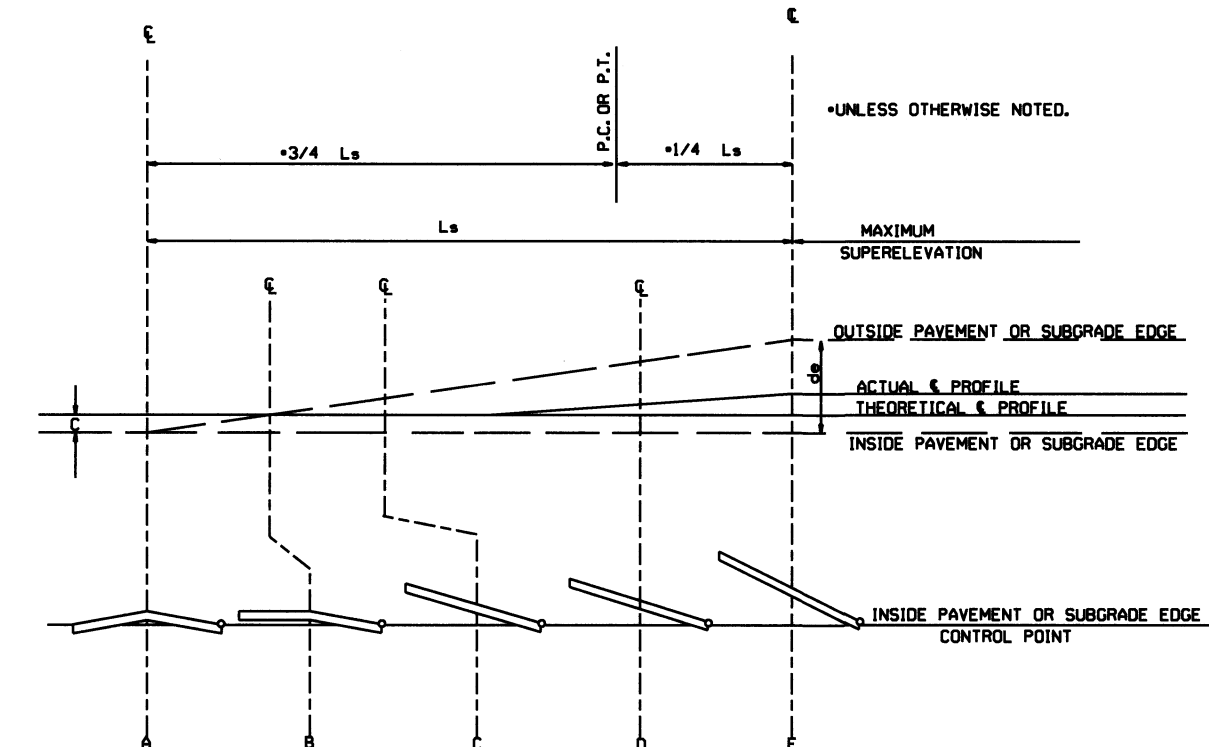 ℄
℄
P.C. OR P.T.
*UNLESS OTHERWISE NOTED.
*3/4 Ls
*1/4 Ls
Ls
MAXIMUM
SUPERELEVATION
℄
℄
℄
OUTSIDE PAVEMENT OR SUBGRADE EDGE
de
ACTUAL ℄ PROFILE
THEORETICAL ℄ PROFILE
C
INSIDE PAVEMENT OR SUBGRADE EDGE
INSIDE PAVEMENT OR SUBGRADE EDGE
CONTROL POINT
A B C D E